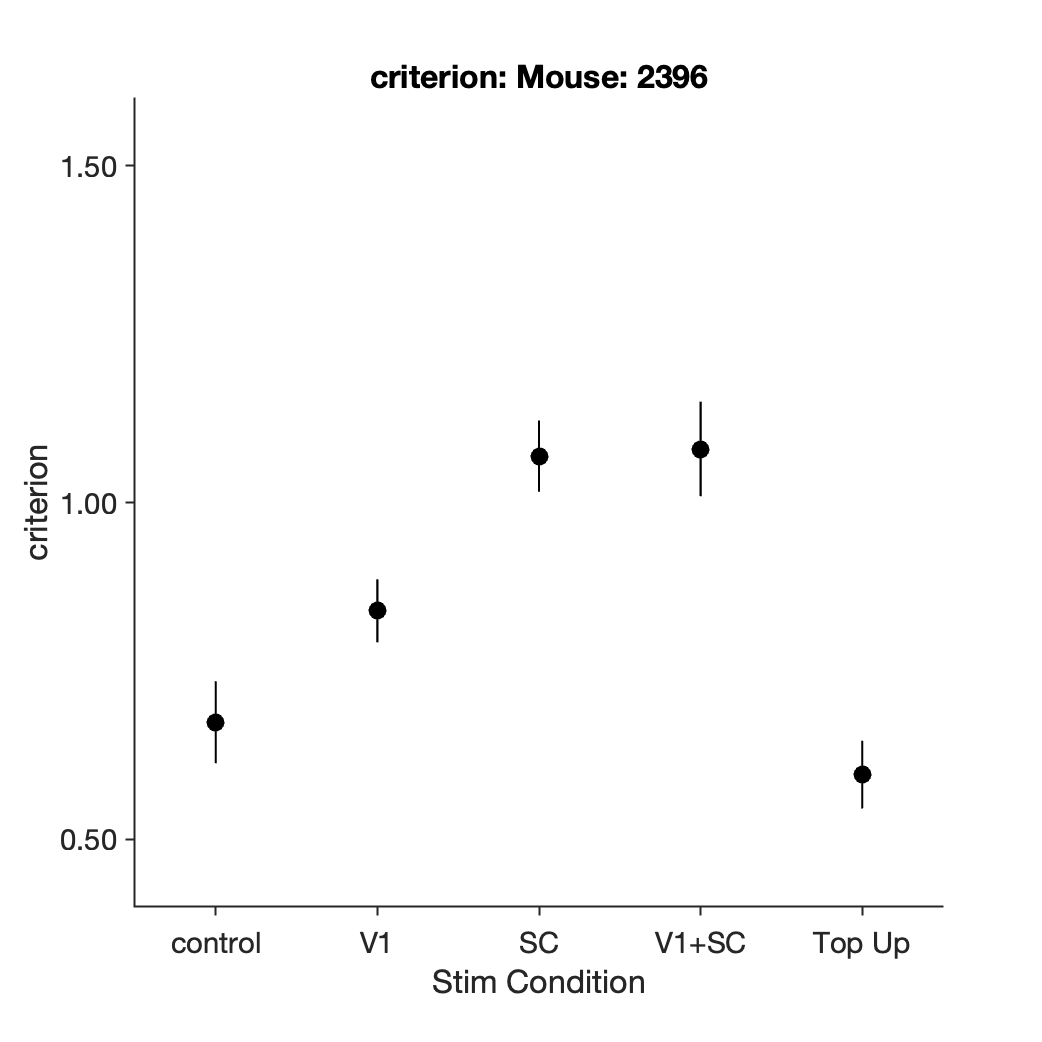 criterion: Mouse: 2396
1.50
1.00
0.50
criterion
control
V1
SC
V1+SC
Top Up
Stim Condition